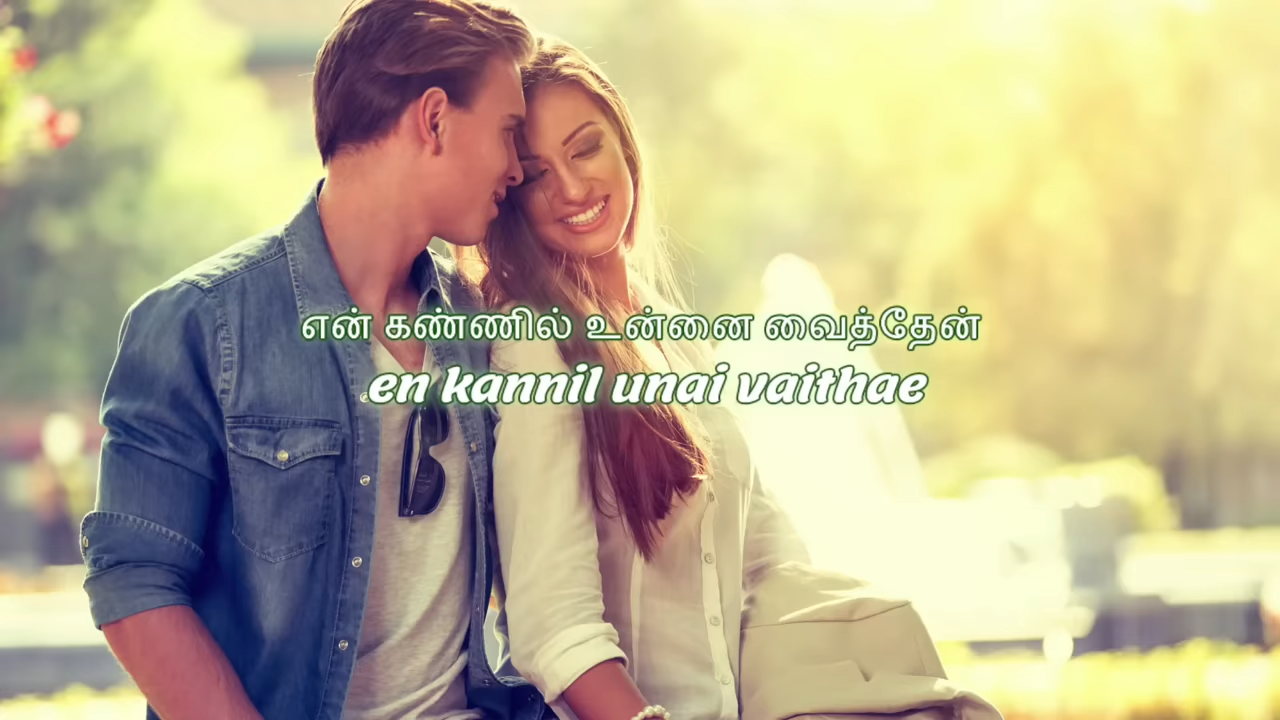 என் கண்ணில் உன்னை வைத்தேன்
en kannil unai vaithae